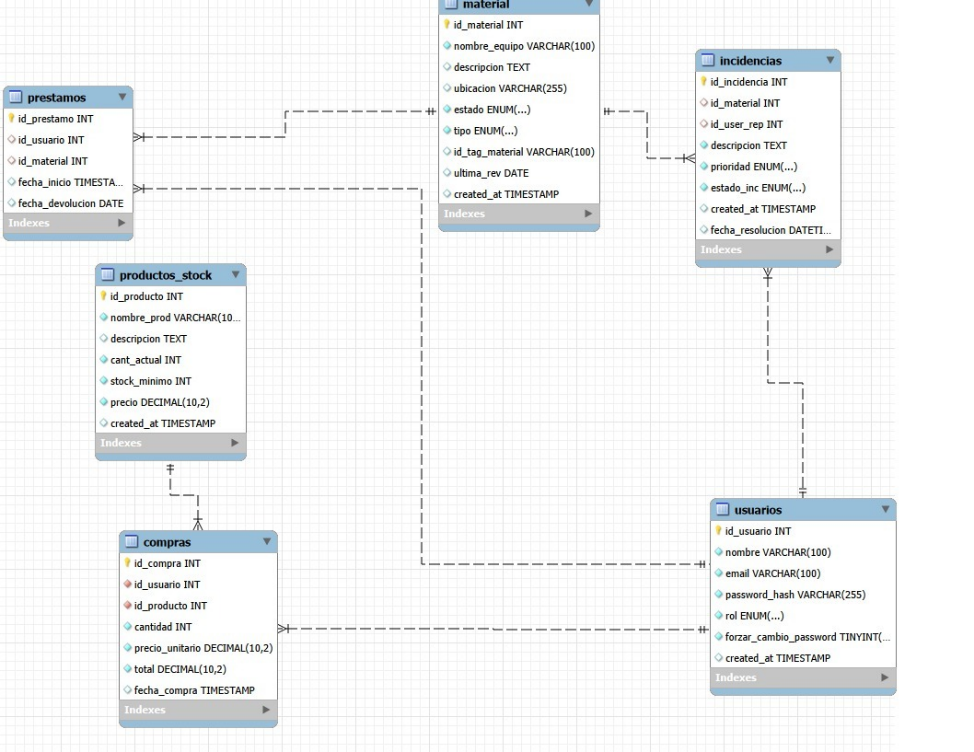 material
id_material INT
nombre_equipo VARCHAR(100)
descripcion TEXT
ubicacion VARCHAR(255)
estado ENUM(...)
tipo ENUM(...)
id_tag_material VARCHAR(100)
ultima_rev DATE
created_at TIMESTAMP
Indexes
incidencias
id_incidencia INT
id_material INT
id_user_rep INT
descripcion TEXT
prioridad ENUM(...)
estado_inc ENUM(...)
created_at TIMESTAMP
fecha_resolucion DATETI...
Indexes
prestamos
id_prestamo INT
id_usuario INT
id_material INT
fecha_inicio TIMESTA...
fecha_devolucion DATE
Indexes
productos_stock
id_producto INT
nombre_prod VARCHAR(10...
descripcion TEXT
cant_actual INT
stock_minimo INT
precio DECIMAL(10,2)
created_at TIMESTAMP
Indexes
compras
id_compra INT
id_usuario INT
id_producto INT
cantidad INT
precio_unitario DECIMAL(10,2)
total DECIMAL(10,2)
fecha_compra TIMESTAMP
Indexes
usuarios
id_usuario INT
nombre VARCHAR(100)
email VARCHAR(100)
password_hash VARCHAR(255)
rol ENUM(...)
forzar_cambio_password TINYINT(...
created_at TIMESTAMP
Indexes